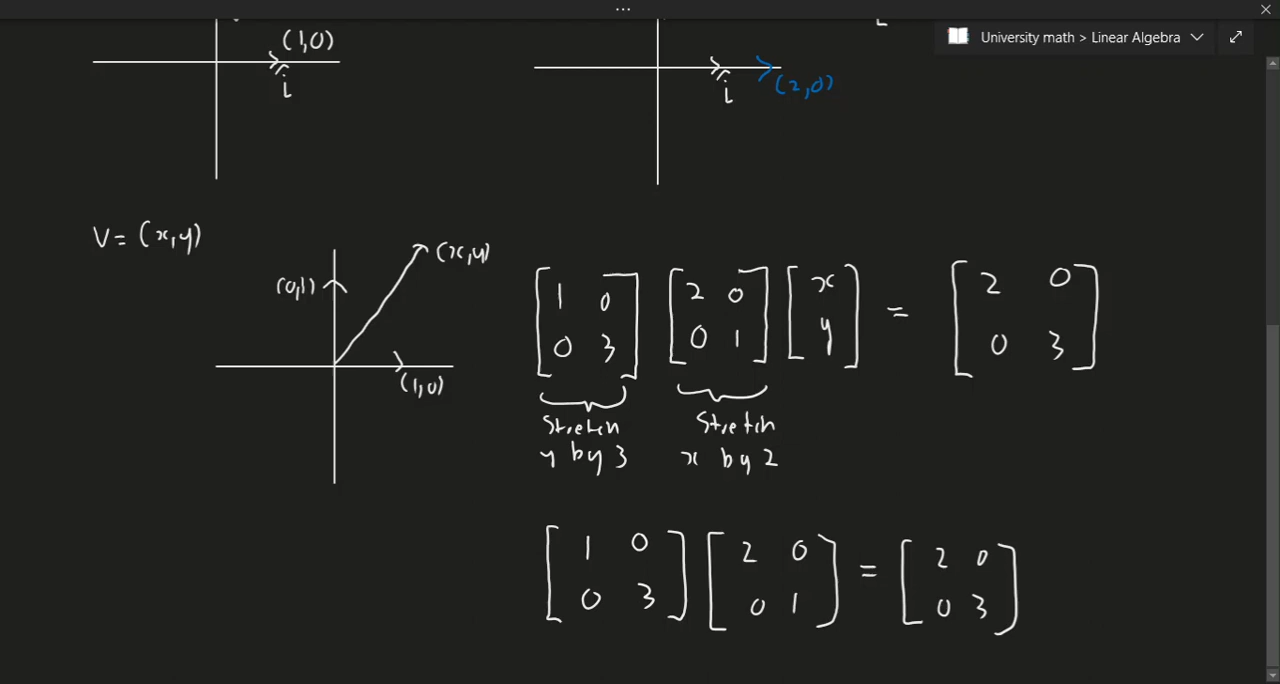 University math > Linear Algebra
(1,0)
i
(2,0)
i
V = (x,y)
(x,y)
(0,1)
(1,0)
[1 0; 0 3] [2 0; 0 1] [x; y] = [2 0; 0 3]
Stretch
y by 3
Stretch
x by 2
[1 0; 0 3] [2 0; 0 1] = [2 0; 0 3]